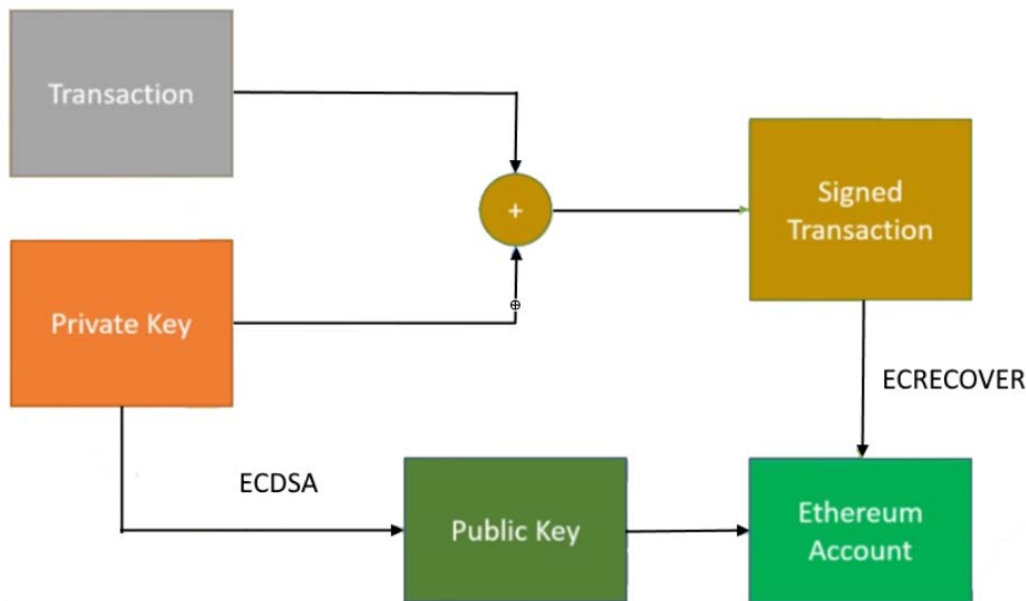 Transaction
+
Signed
Transaction
Private Key
ECRECOVER
ECDSA
Public Key
Ethereum
Account